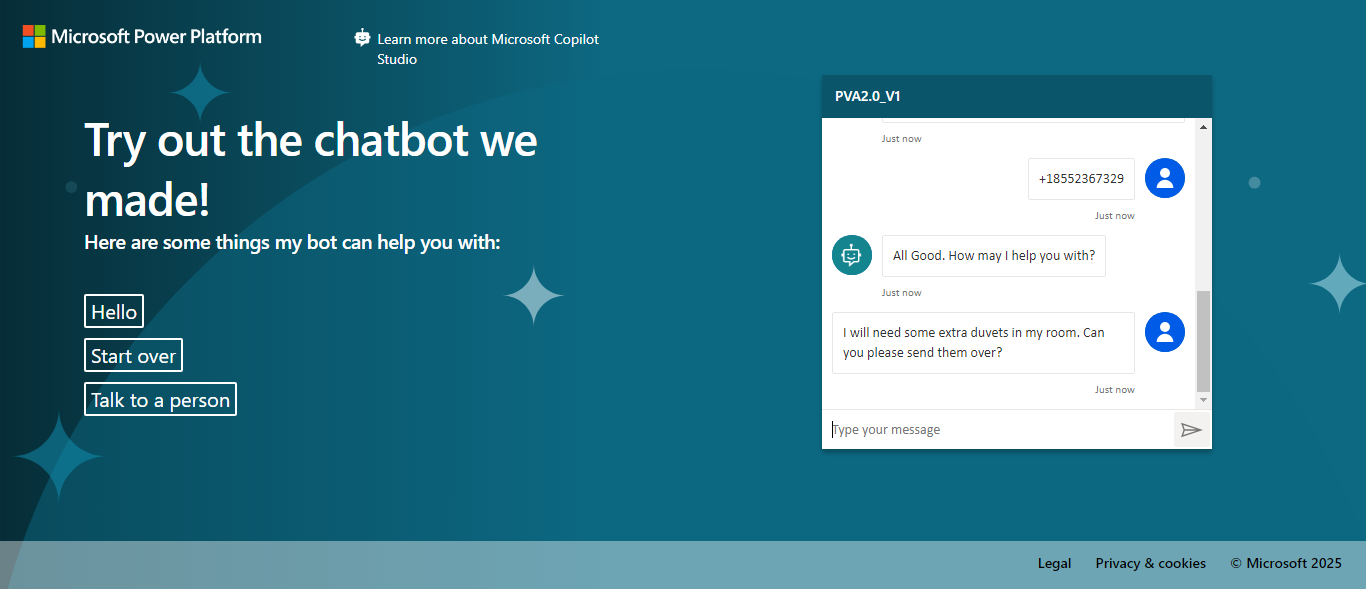 Microsoft Power Platform
Learn more about Microsoft Copilot
Studio
Try out the chatbot we
made!
Here are some things my bot can help you with:
Hello
Start over
Talk to a person
PVA2.0_V1
Just now
+18552367329
Just now
All Good. How may I help you with?
Just now
I will need some extra duvets in my room. Can
you please send them over?
Just now
Type your message
Legal
Privacy & cookies
© Microsoft 2025